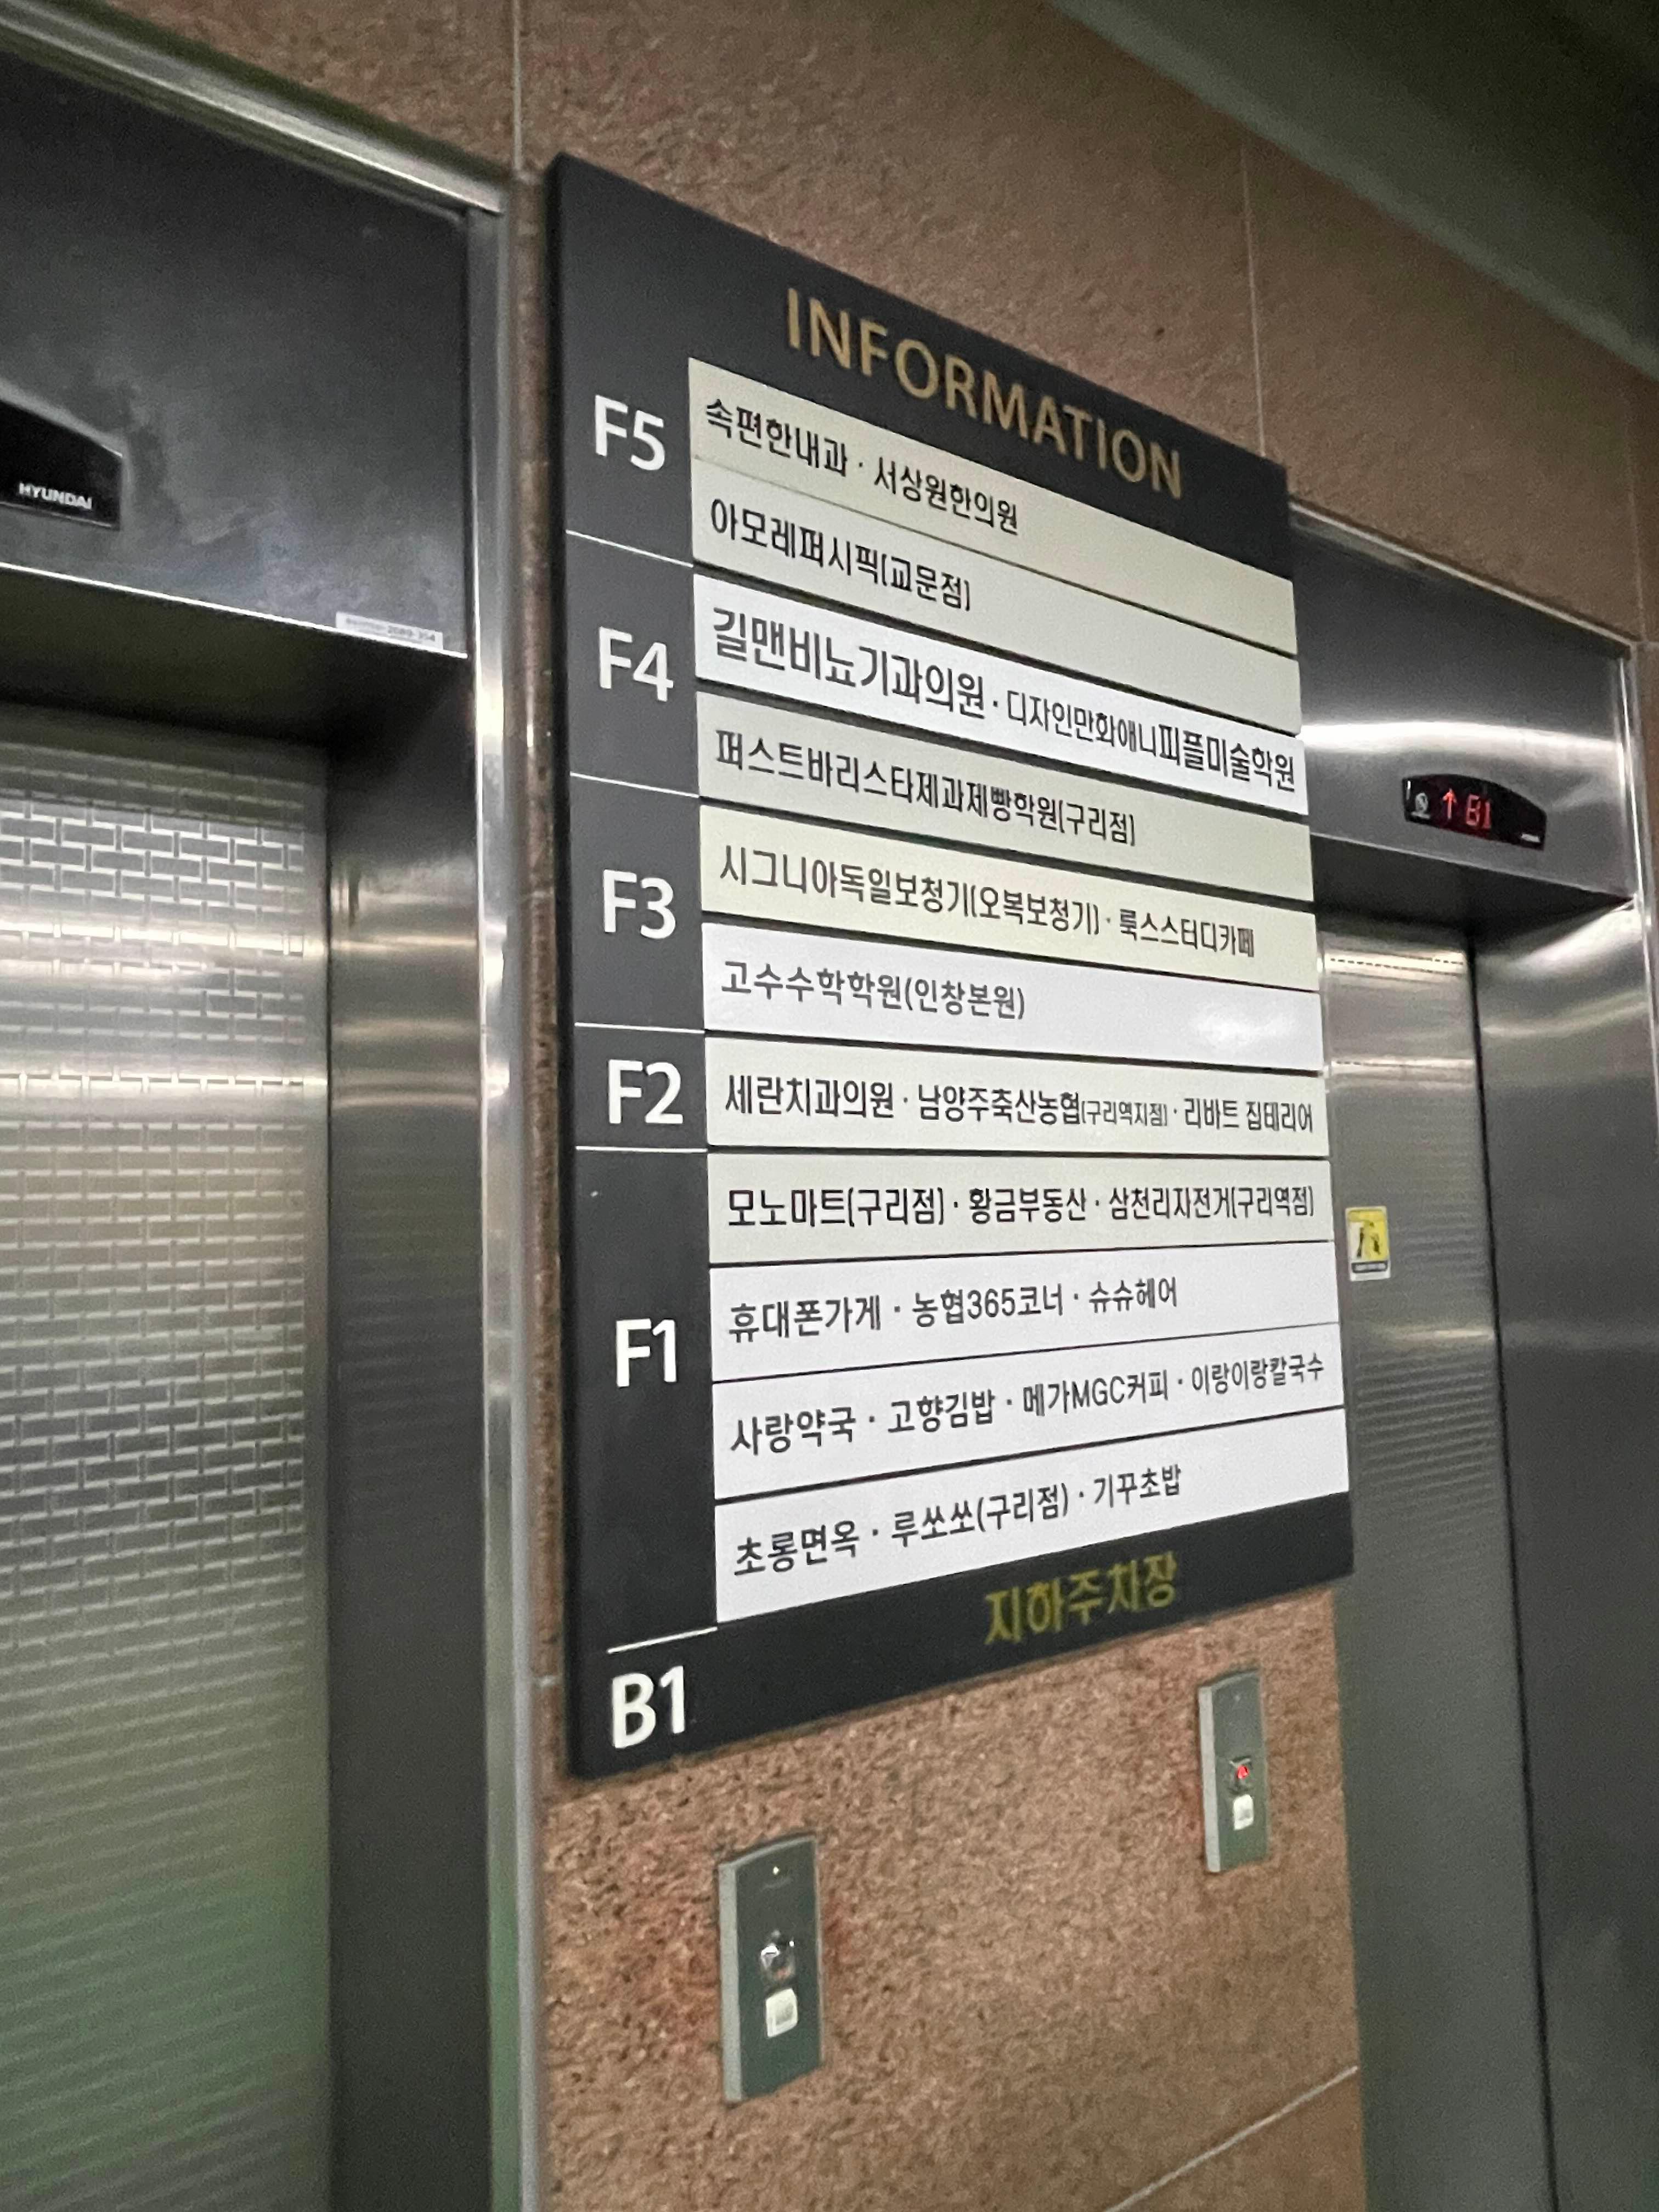 INFORMATION
F5
속편한내과 · 서상원한의원
아모레퍼시픽(교문점)
F4
길맨비뇨기과의원 · 디자인만화애니피플미술학원
퍼스트바리스타제과제빵학원(구리점)
F3
시그니아독일보청기(오복보청기) · 룩스스터디카페
고수수학학원(인창본원)
F2
세란치과의원 · 남양주축산농협(구리역지점) · 리바트 집테리어
F1
모노마트(구리점) · 황금부동산 · 삼천리자전거(구리역점)
휴대폰가게 · 농협365코너 · 슈슈헤어
사랑약국 · 고향김밥 · 메가MGC커피 · 이랑이랑칼국수
초롱면옥 · 루쏘쏘(구리점) · 기꾸초밥
B1
지하주차장
HYUNDAI
↑B1